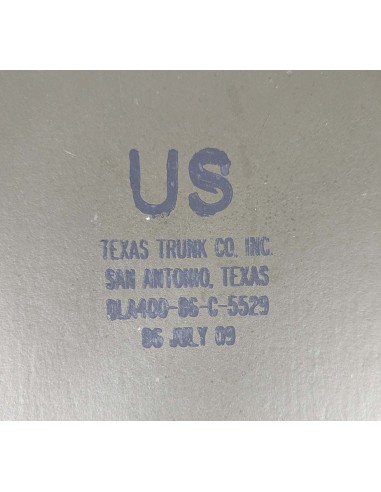 US
TEXAS TRUNK CO. INC.
SAN ANTONIO, TEXAS
DLA400-86-C-5529
86 JULY 09